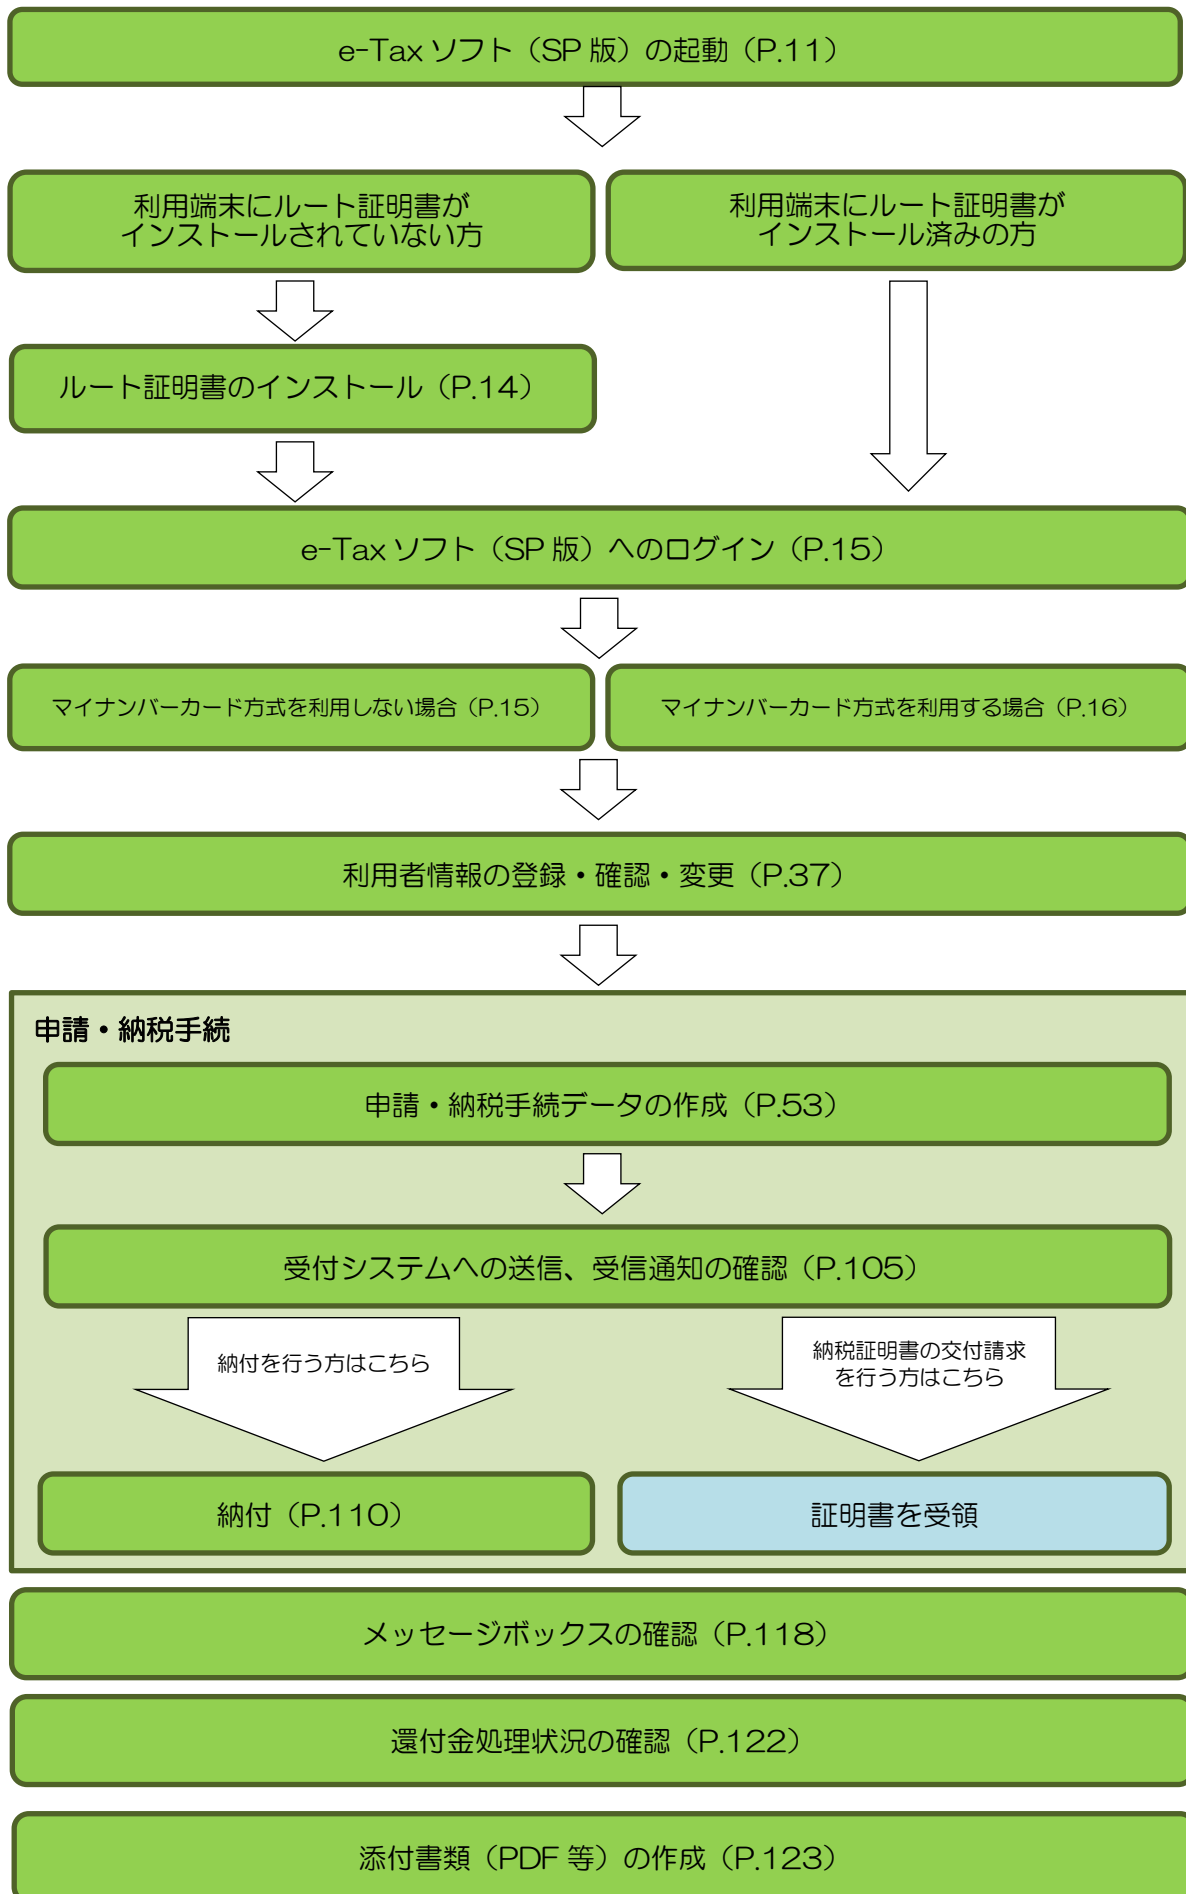 e-Tax ソフト（SP 版）の起動（P.11）
利用端末にルート証明書が
インストールされていない方
利用端末にルート証明書が
インストール済みの方
ルート証明書のインストール（P.14）
e-Tax ソフト（SP 版）へのログイン（P.15）
マイナンバーカード方式を利用しない場合（P.15）
マイナンバーカード方式を利用する場合（P.16）
利用者情報の登録・確認・変更（P.37）
申請・納税手続
申請・納税手続データの作成（P.53）
受付システムへの送信、受信通知の確認（P.105）
納付を行う方はこちら
納税証明書の交付請求
を行う方はこちら
納付（P.110）
証明書を受領
メッセージボックスの確認（P.118）
還付金処理状況の確認（P.122）
添付書類（PDF 等）の作成（P.123）